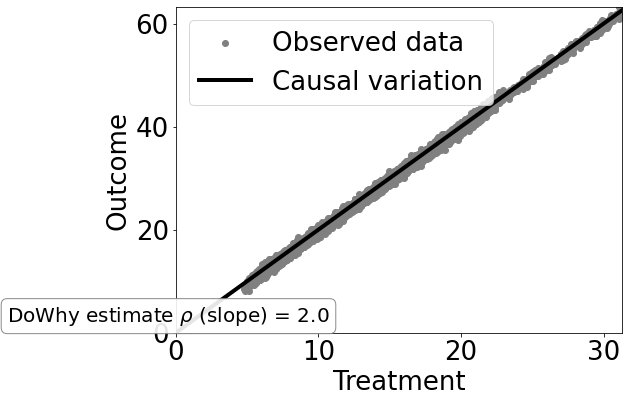 Observed data
Causal variation
60
40
20
0
Outcome
DoWhy estimate ρ (slope) = 2.0
0 10 20 30
Treatment